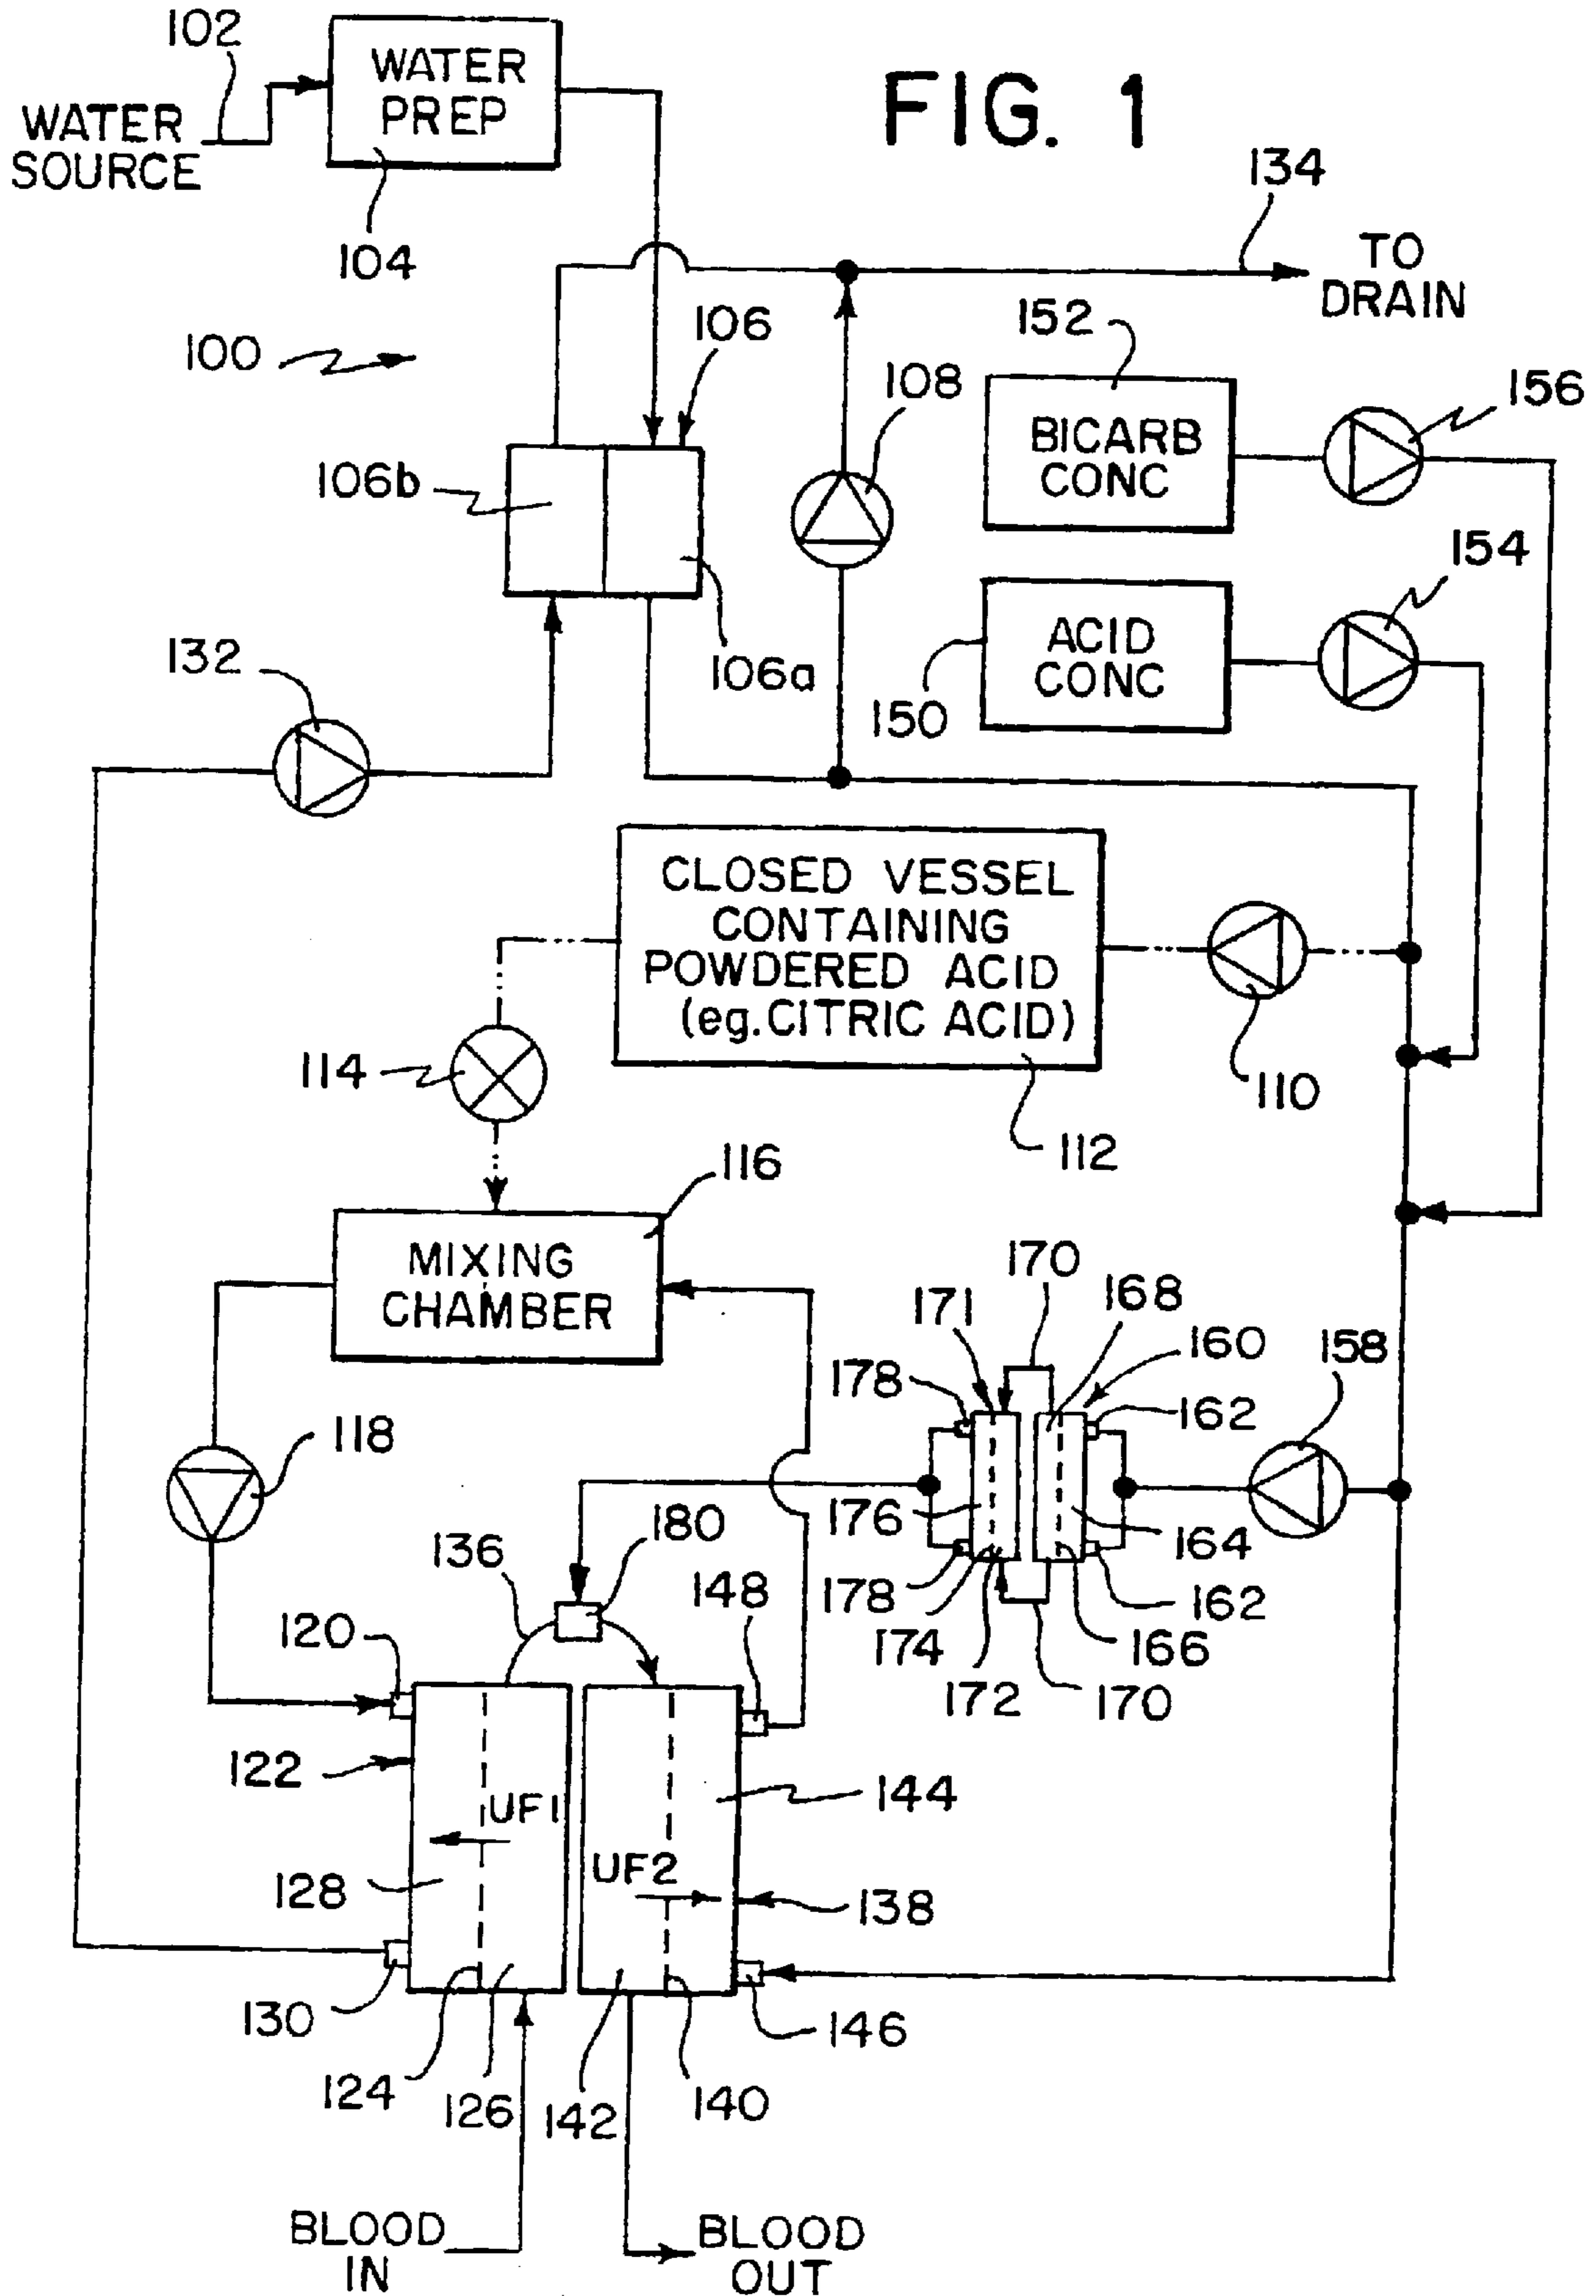 FIG. 1
102
WATER
SOURCE
WATER
PREP
104
134
TO
DRAIN
100
106
108
152
BICARB
CONC
156
106b
106a
154
ACID
CONC
150
132
CLOSED VESSEL
CONTAINING
POWDERED ACID
(eg.CITRIC ACID)
114
110
112
116
MIXING
CHAMBER
170
171
168
160
158
178
162
118
176
164
136
180
148
178
162
174
166
172
170
120
122
UF1
144
UF2
128
138
130
146
124
126
142
140
BLOOD
IN
BLOOD
OUT